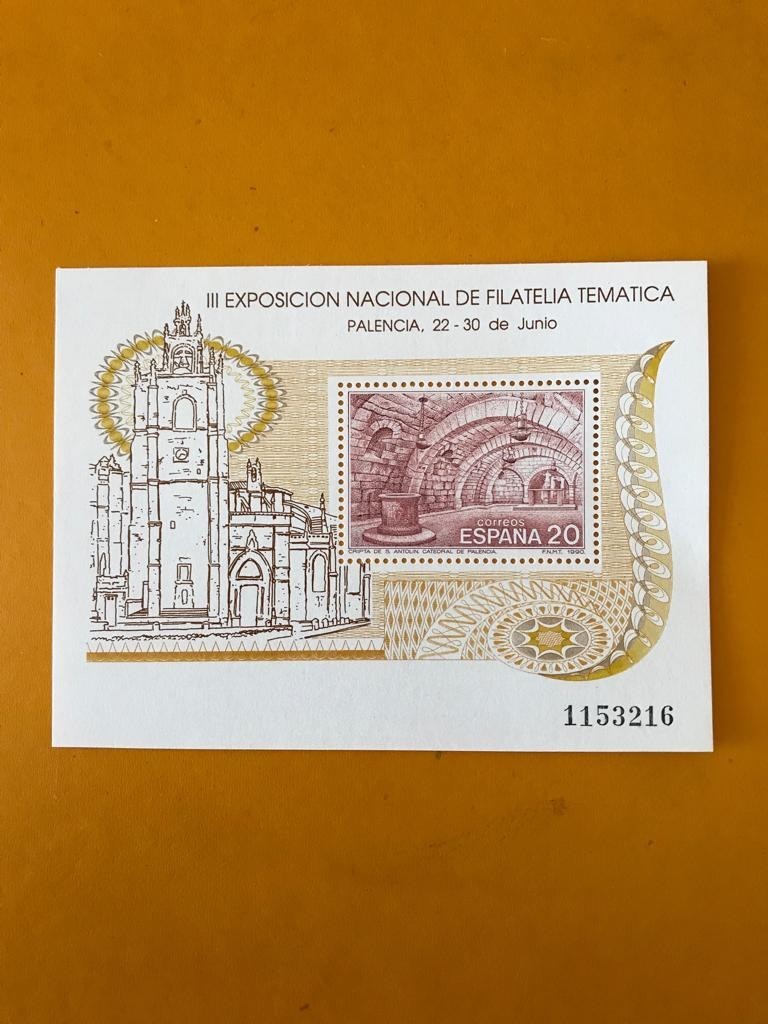 III EXPOSICION NACIONAL DE FILATELIA TEMATICA
PALENCIA, 22 - 30 de Junio
correos
ESPAÑA 20
CRIPTA DE S. ANTOLIN. CATEDRAL DE PALENCIA. F.N.M.T. 1990.
1153216